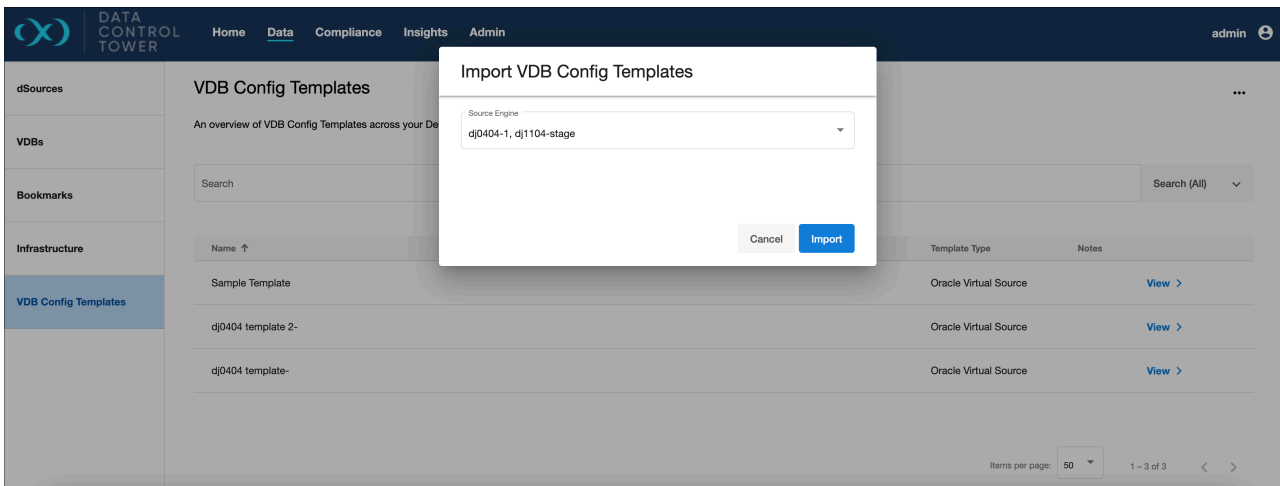 DATA
CONTROL
TOWER
Home Data Compliance Insights Admin
admin
dSources
VDBs
Bookmarks
Infrastructure
VDB Config Templates
VDB Config Templates
An overview of VDB Config Templates across your De
Search
Search (All)
Name Template Type Notes
Sample Template Oracle Virtual Source View
dj0404 template 2- Oracle Virtual Source View
dj0404 template- Oracle Virtual Source View
Items per page: 50 1 – 3 of 3
Import VDB Config Templates
Source Engine
dj0404-1, dj1104-stage
Cancel Import